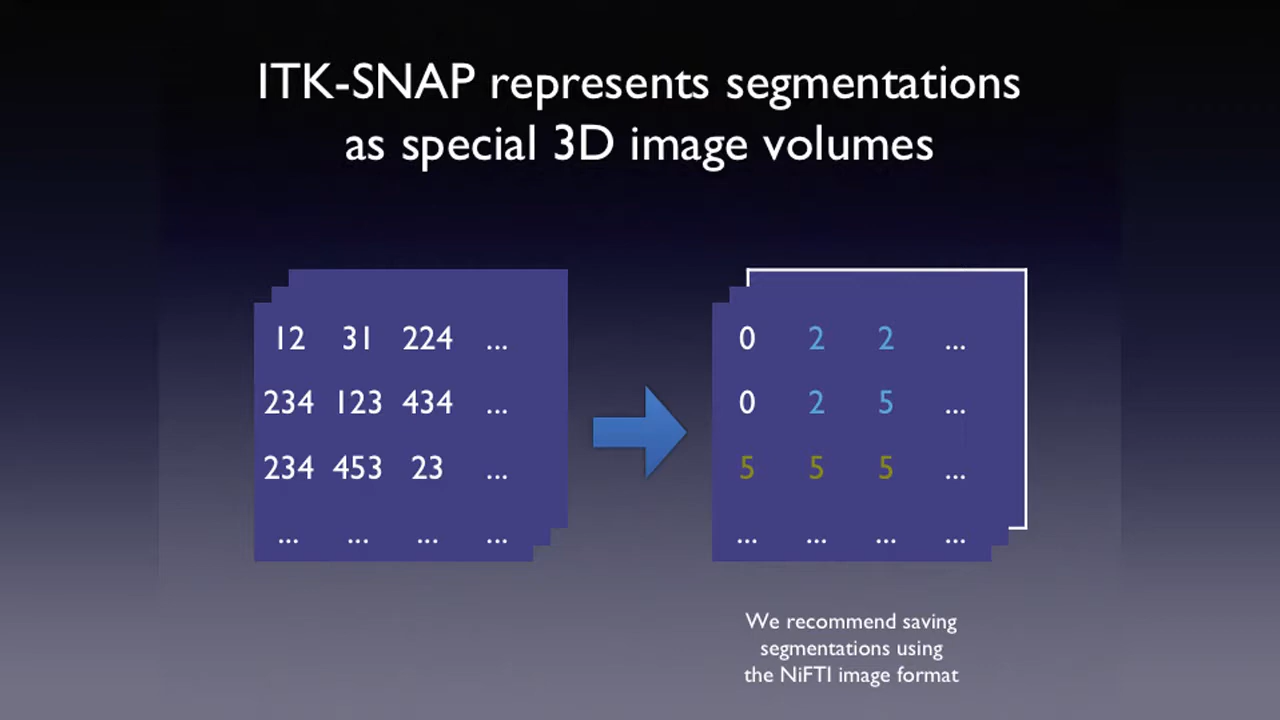 ITK-SNAP represents segmentations
as special 3D image volumes
12 31 224 ...
234 123 434 ...
234 453 23 ...
... ... ... ...
0 2 2 ...
0 2 5 ...
5 5 5 ...
... ... ... ...
We recommend saving
segmentations using
the NiFTI image format